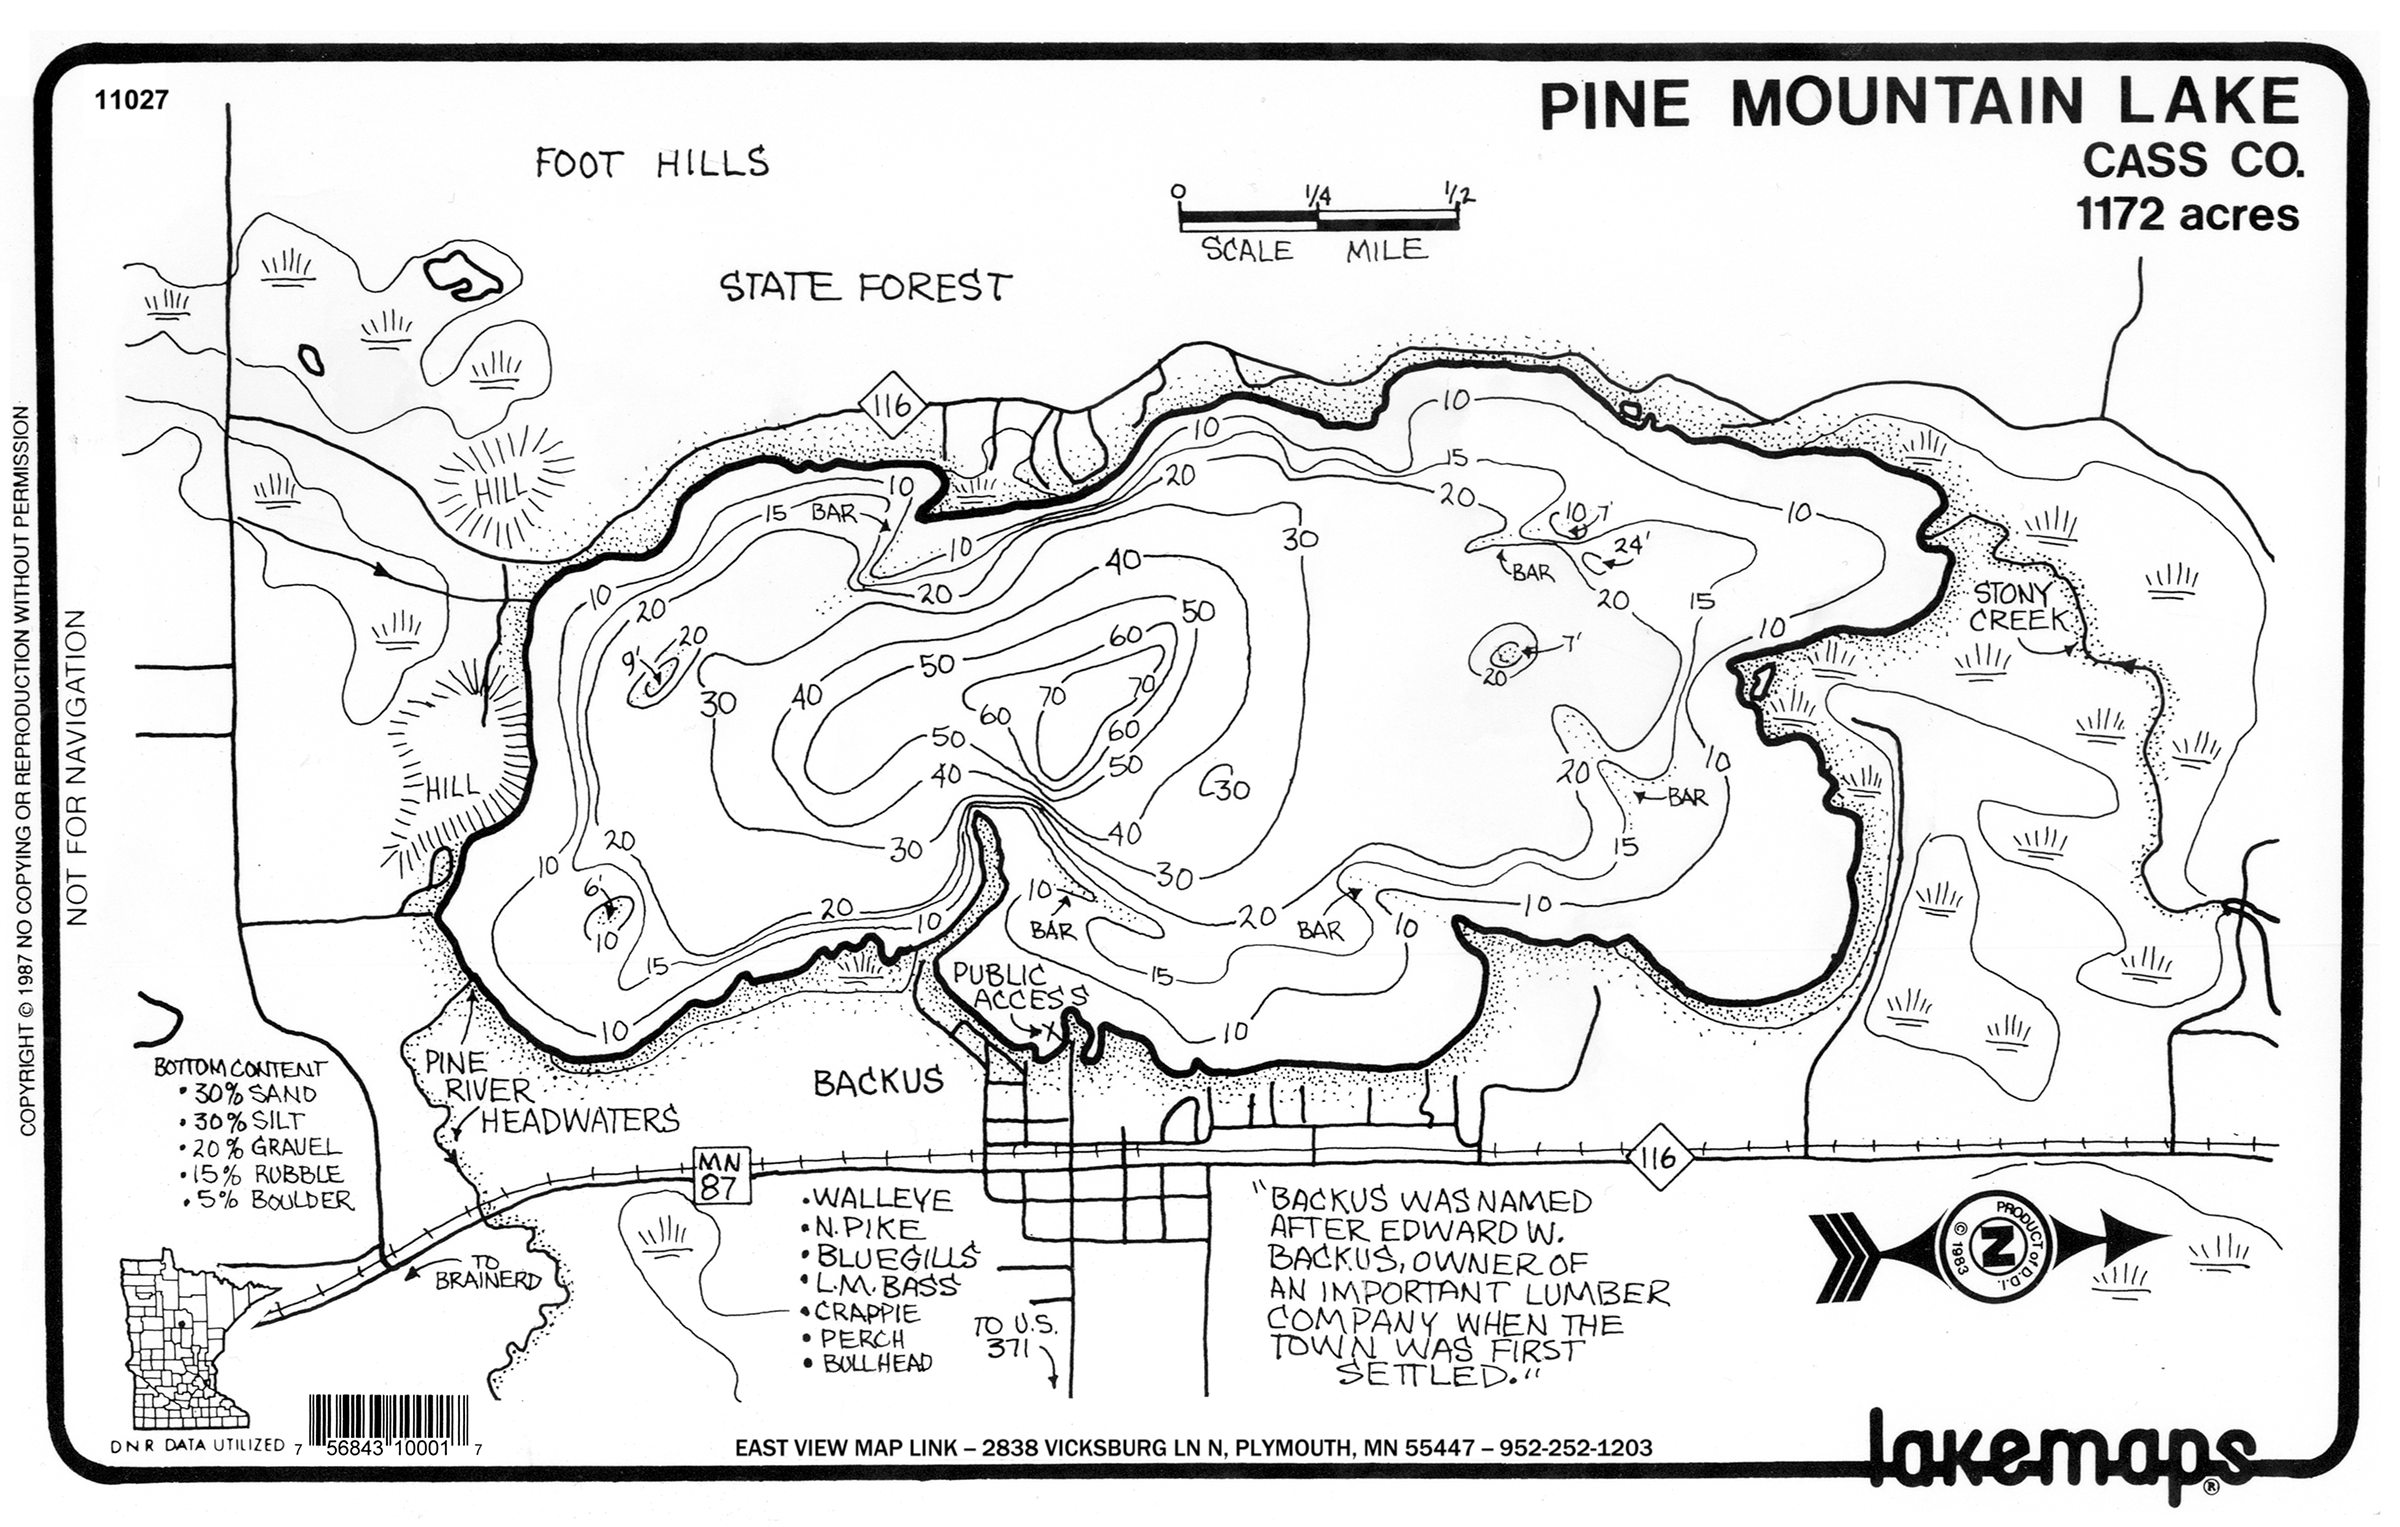 11027
PINE MOUNTAIN LAKE
CASS CO.
1172 acres
FOOT HILLS
0 1/4 1/2
SCALE MILE
STATE FOREST
116
HILL
10
10
15
20
10
15 BAR
20
10
10
30
10 7'
24'
BAR
40
10
20
20
10
20
15
STONY
CREEK
50
60
10
9'
20
50
7'
20
30
40
70
70
60
60
50
50
10
20
BAR
40
30
HILL
40
30
15
20
10
30
6'
10
10
BAR
20
10
20
BAR
10
10
15
15
PUBLIC
ACCESS
X
10
10
PINE
RIVER
HEADWATERS
BACKUS
BOTTOM CONTENT
• 30% SAND
• 30% SILT
• 20% GRAVEL
• 15% RUBBLE
• 5% BOULDER
MN
87
116
• WALLEYE
• N. PIKE
• BLUEGILLS
• L.M. BASS
• CRAPPIE
• PERCH
• BULLHEAD
TO
BRAINERD
TO U.S.
371
"BACKUS WAS NAMED
AFTER EDWARD W.
BACKUS, OWNER OF
AN IMPORTANT LUMBER
COMPANY WHEN THE
TOWN WAS FIRST
SETTLED."
PRODUCT of D.I.
© 1983
N
DNR DATA UTILIZED
7 56843 10001 7
EAST VIEW MAP LINK – 2838 VICKSBURG LN N, PLYMOUTH, MN 55447 – 952-252-1203
lakemaps®
NOT FOR NAVIGATION
COPYRIGHT © 1987 NO COPYING OR REPRODUCTION WITHOUT PERMISSION